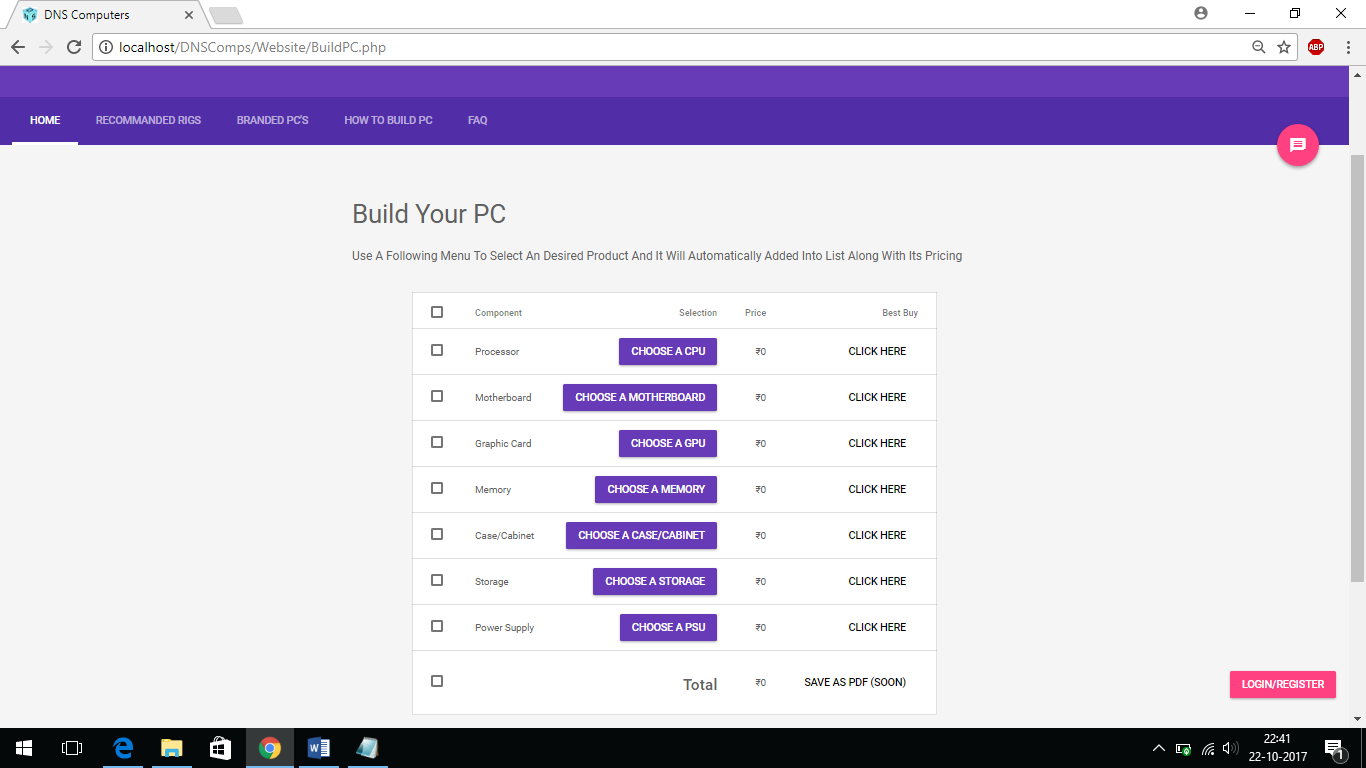 DNS Computers
localhost/DNSComps/Website/BuildPC.php
ABP
HOME RECOMMANDED RIGS BRANDED PC'S HOW TO BUILD PC FAQ
Build Your PC
Use A Following Menu To Select An Desired Product And It Will Automatically Added Into List Along With Its Pricing
Component Selection Price Best Buy
Processor CHOOSE A CPU ₹0 CLICK HERE
Motherboard CHOOSE A MOTHERBOARD ₹0 CLICK HERE
Graphic Card CHOOSE A GPU ₹0 CLICK HERE
Memory CHOOSE A MEMORY ₹0 CLICK HERE
Case/Cabinet CHOOSE A CASE/CABINET ₹0 CLICK HERE
Storage CHOOSE A STORAGE ₹0 CLICK HERE
Power Supply CHOOSE A PSU ₹0 CLICK HERE
Total ₹0 SAVE AS PDF (SOON)
LOGIN/REGISTER
22:41
22-10-2017
1